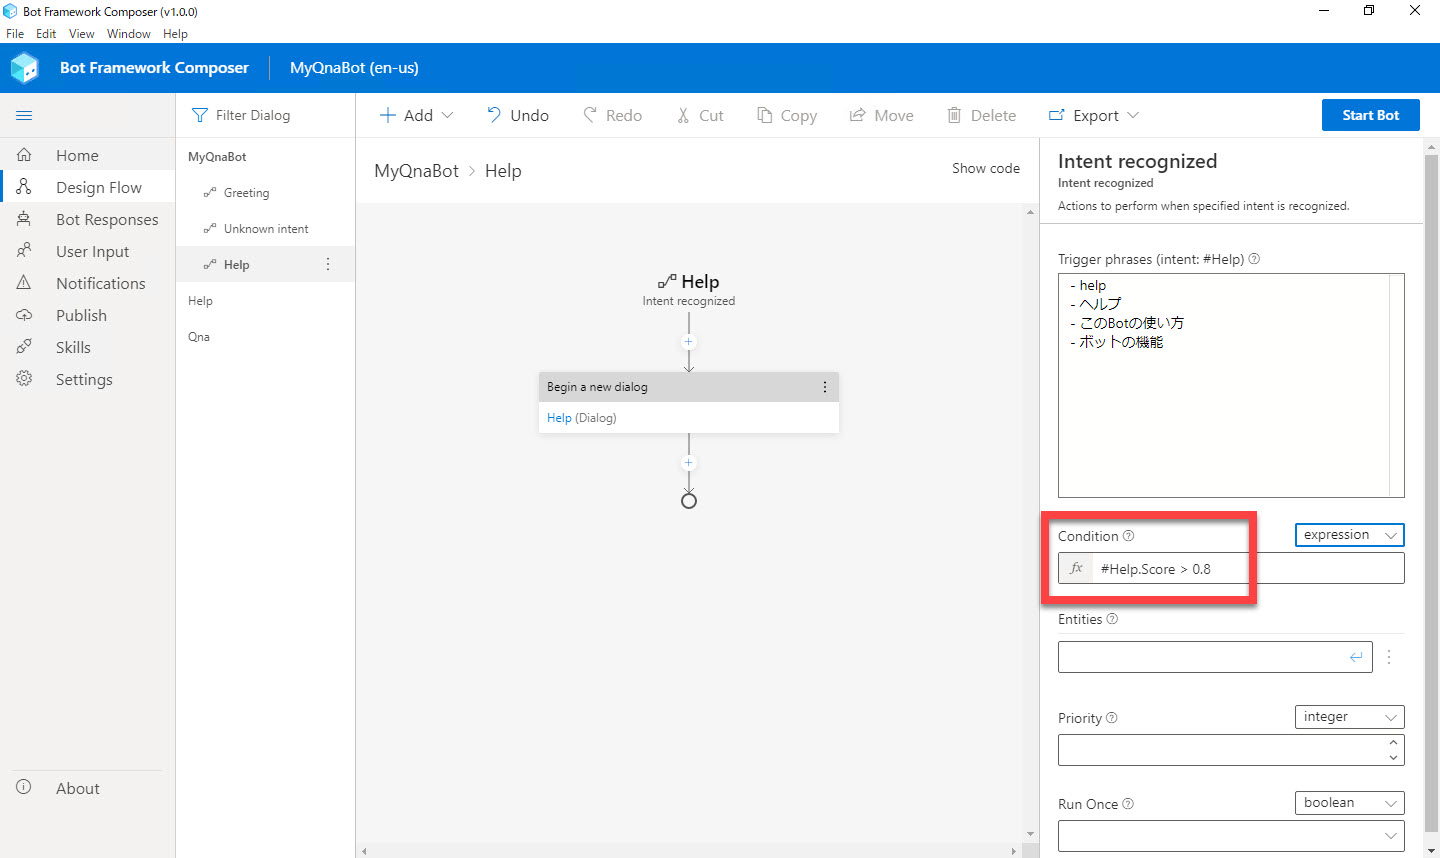 Bot Framework Composer (v1.0.0)
File Edit View Window Help
Bot Framework Composer MyQnaBot (en-us)
Filter Dialog
Add Undo Redo Cut Copy Move Delete Export Start Bot
Home
Design Flow
Bot Responses
User Input
Notifications
Publish
Skills
Settings
About
MyQnaBot
Greeting
Unknown intent
Help
Help
Qna
MyQnaBot > Help
Show code
Help
Intent recognized
Begin a new dialog
Help (Dialog)
Intent recognized
Intent recognized
Actions to perform when specified intent is recognized.
Trigger phrases (intent: #Help)
- help
- ヘルプ
- このBotの使い方
- ボットの機能
Condition expression
fx #Help.Score > 0.8
Entities
Priority integer
Run Once boolean